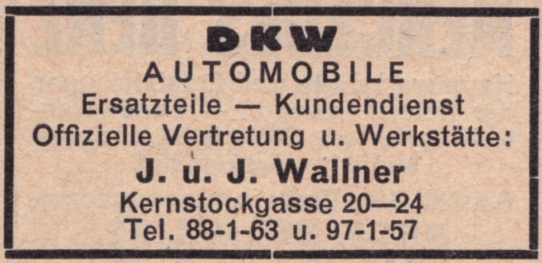 DKW
AUTOMOBILE
Ersatzteile — Kundendienst
Offizielle Vertretung u. Werkstätte:
J. u. J. Wallner
Kernstockgasse 20—24
Tel. 88-1-63 u. 97-1-57